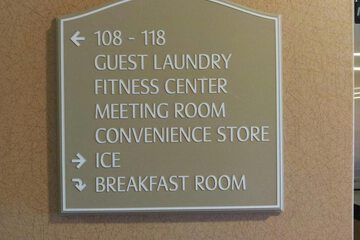 ← 108 - 118
GUEST LAUNDRY
FITNESS CENTER
MEETING ROOM
CONVENIENCE STORE
→ ICE
⤵ BREAKFAST ROOM